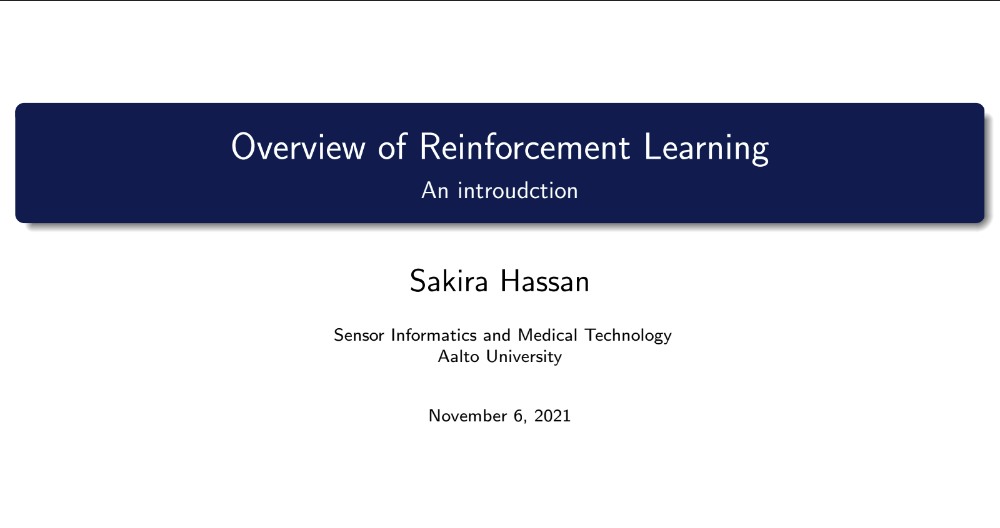 Overview of Reinforcement Learning
An introudction
Sakira Hassan
Sensor Informatics and Medical Technology
Aalto University
November 6, 2021